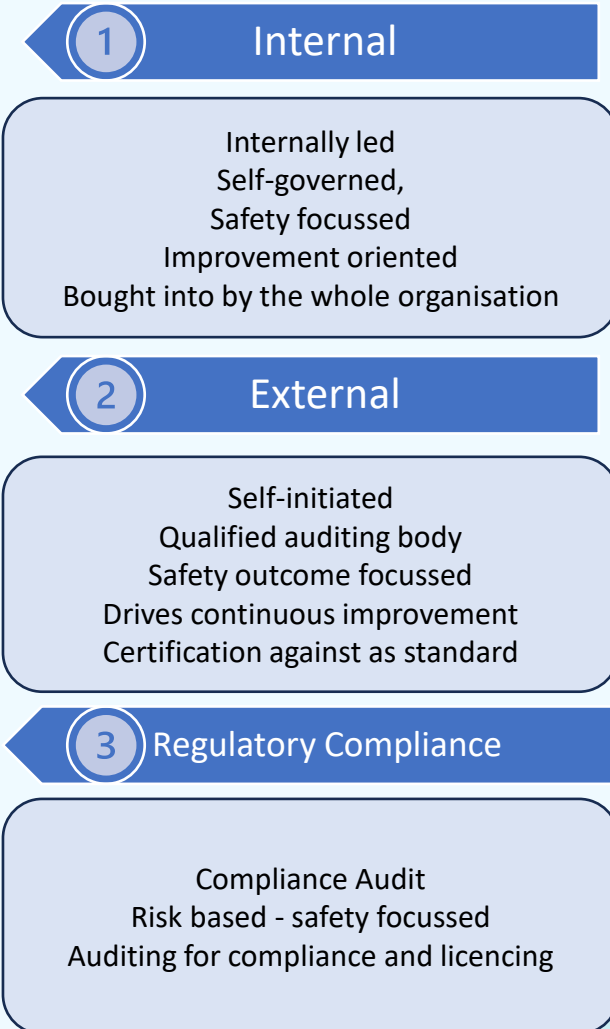 1
Internal
Internally led
Self-governed,
Safety focussed
Improvement oriented
Bought into by the whole organisation
2
External
Self-initiated
Qualified auditing body
Safety outcome focussed
Drives continuous improvement
Certification against as standard
3
Regulatory Compliance
Compliance Audit
Risk based - safety focussed
Auditing for compliance and licencing